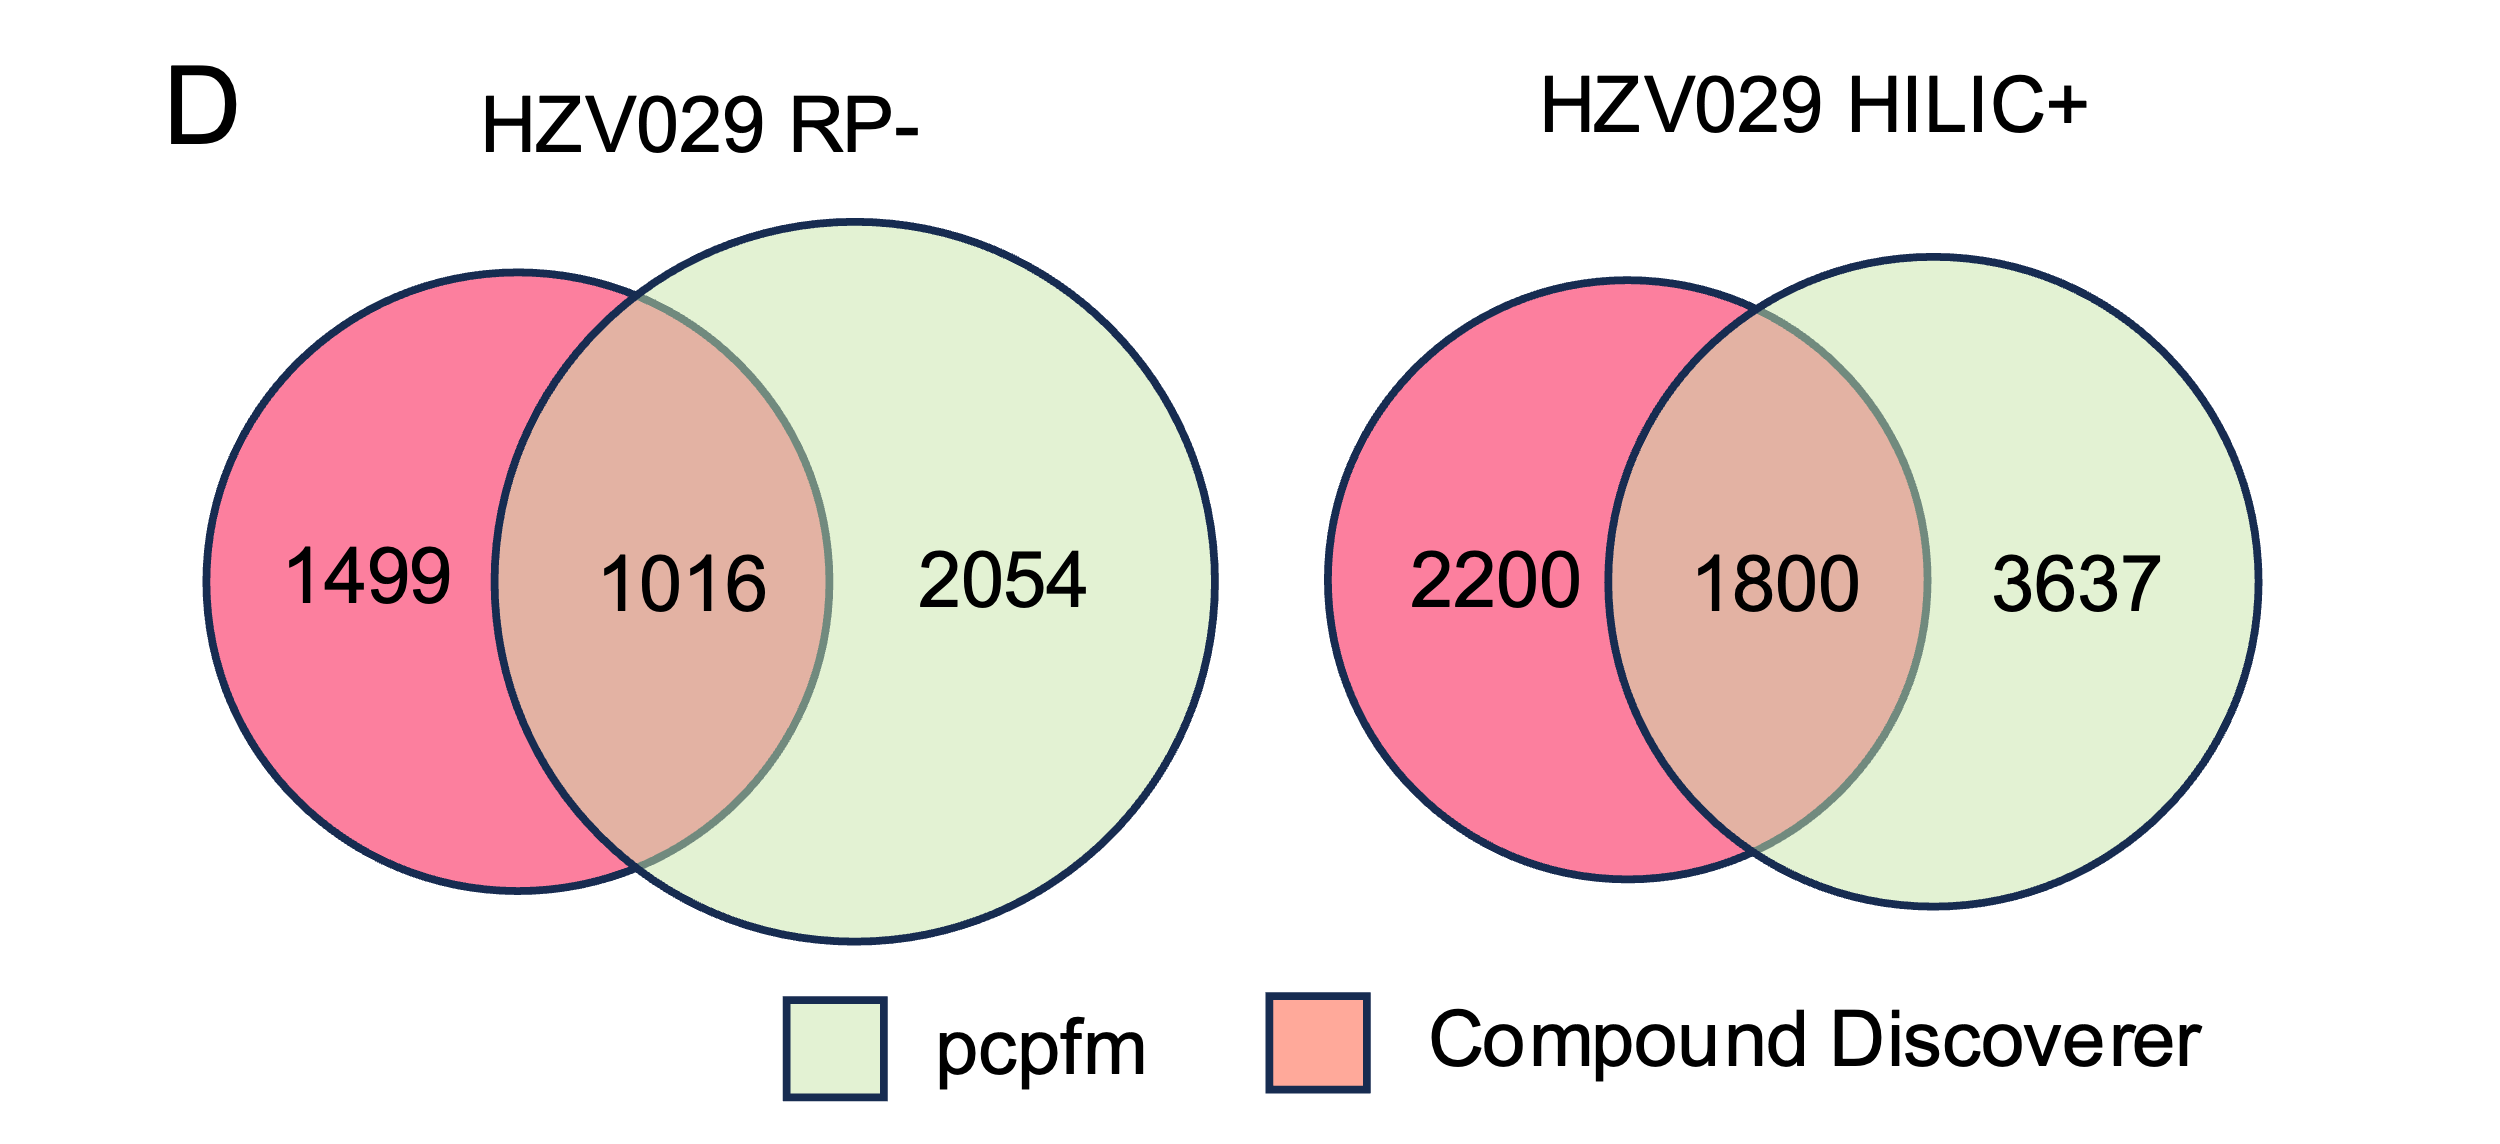 D
HZV029 RP-
HZV029 HILIC+
1499
1016
2054
2200
1800
3637
pcpfm
Compound Discoverer